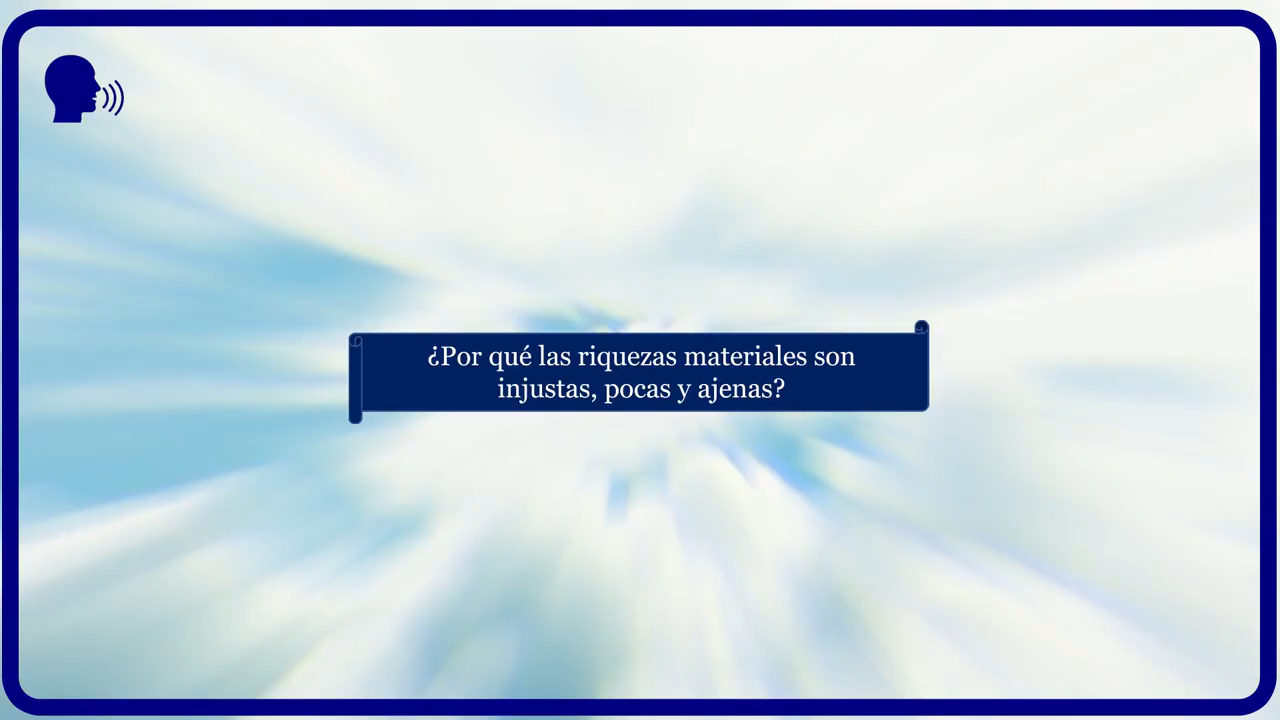 ¿Por qué las riquezas materiales son
injustas, pocas y ajenas?